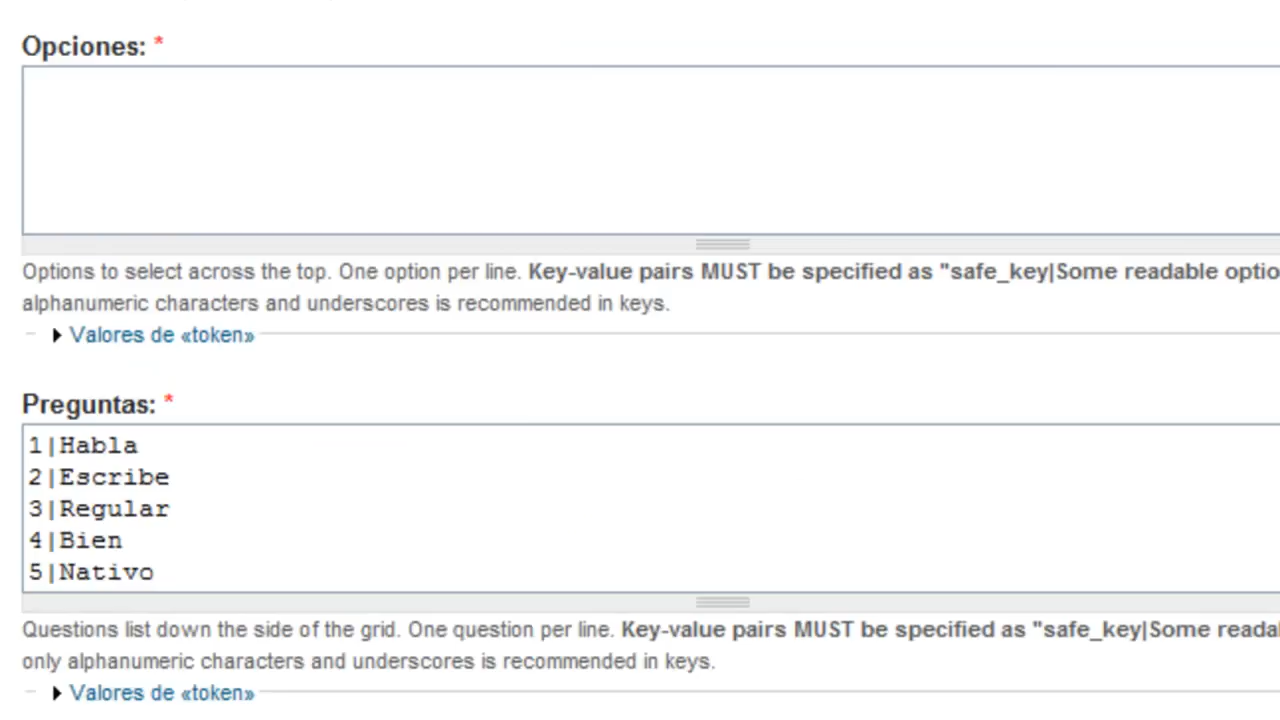 Opciones: *
Options to select across the top. One option per line. Key-value pairs MUST be specified as "safe_key|Some readable optio
alphanumeric characters and underscores is recommended in keys.
Valores de «token»
Preguntas: *
1|Habla
2|Escribe
3|Regular
4|Bien
5|Nativo
Questions list down the side of the grid. One question per line. Key-value pairs MUST be specified as "safe_key|Some reada
only alphanumeric characters and underscores is recommended in keys.
Valores de «token»